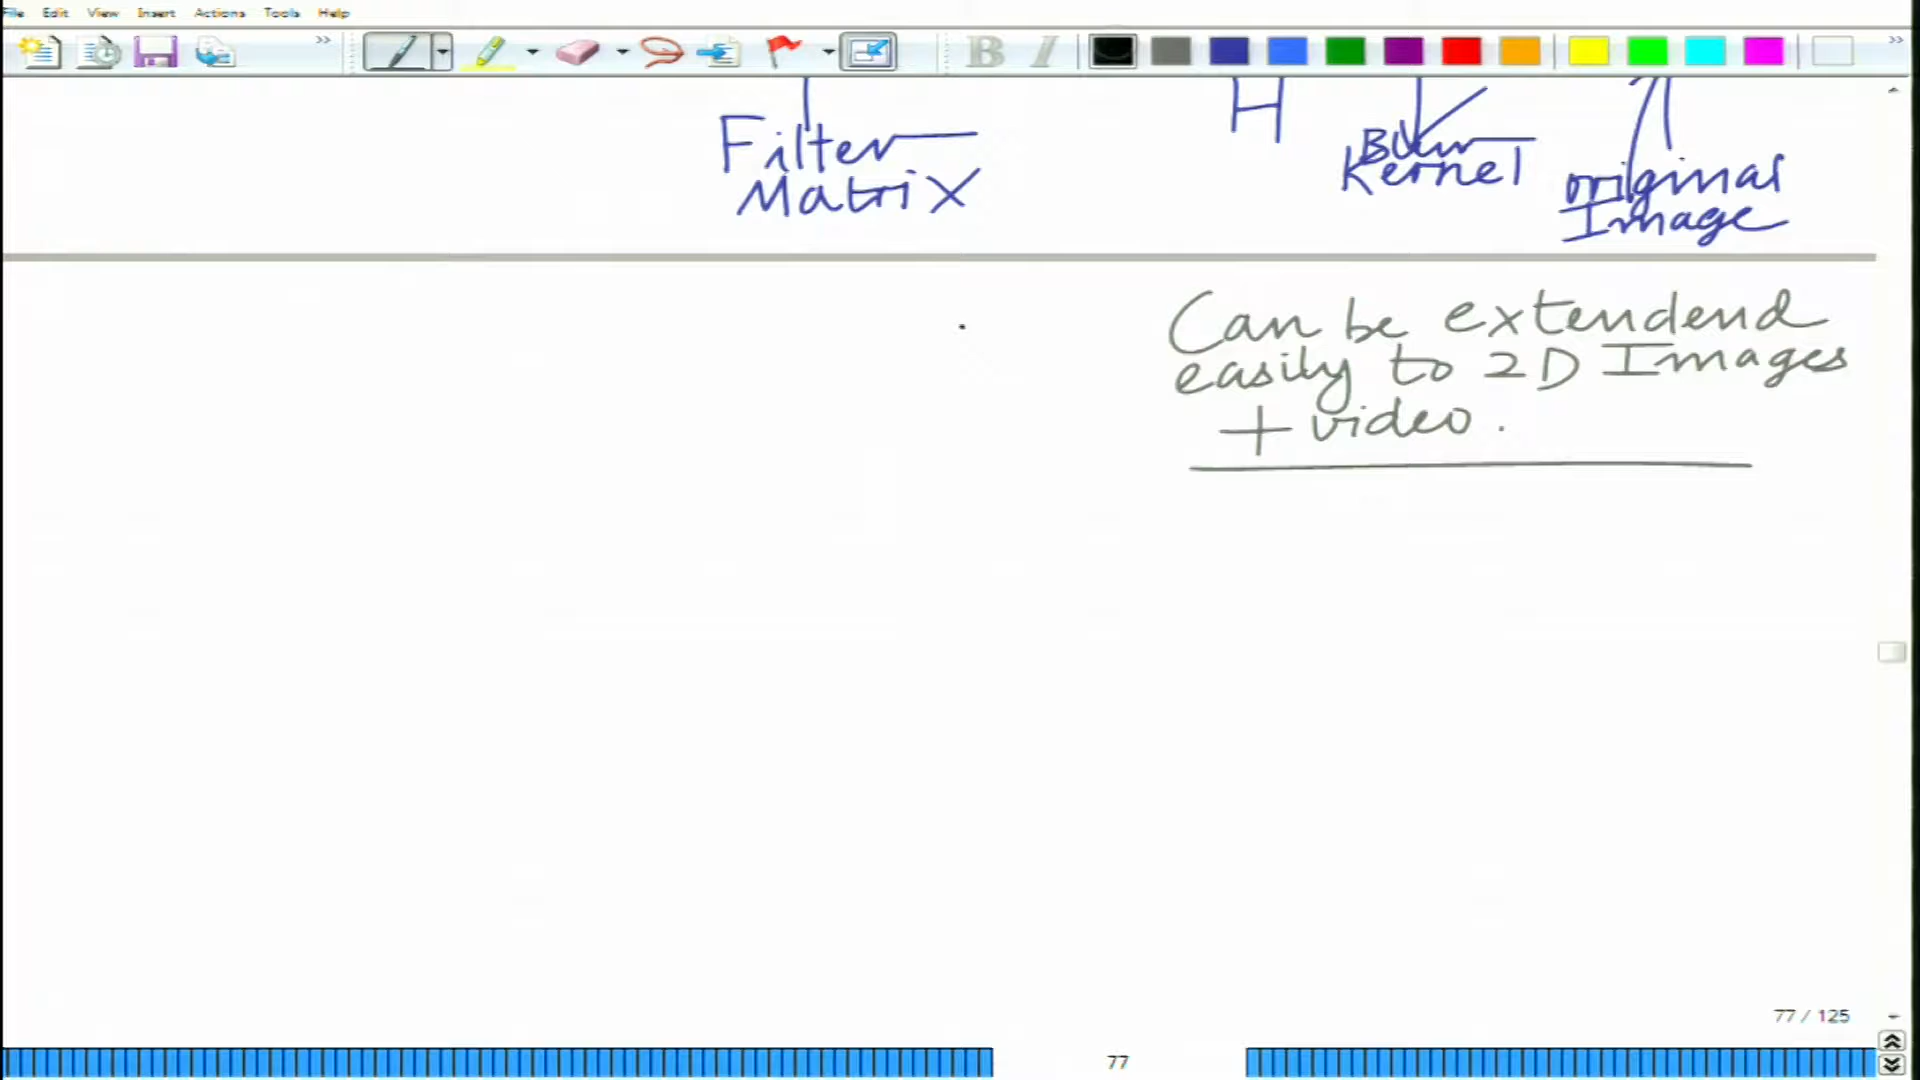 File Edit View Insert Actions Tools Help
B I
Filter
Matrix
H
Blur
Kernel
original
Image
Can be extendend
easily to 2D Images
+ video.
77 / 125
77